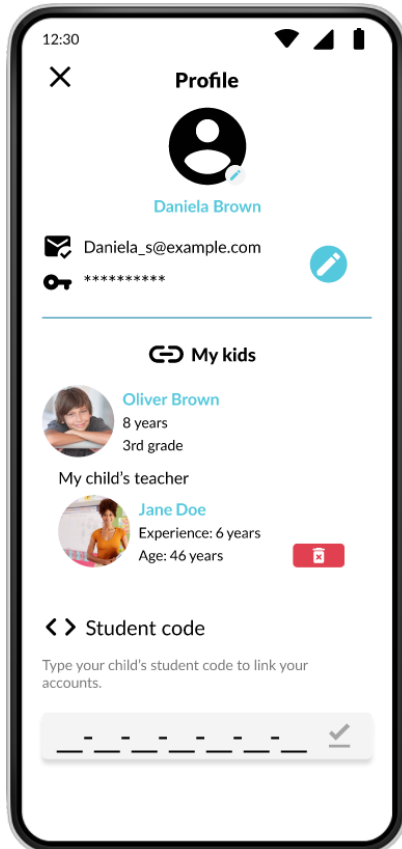 12:30
Profile
Daniela Brown
Daniela_s@example.com
**********
My kids
Oliver Brown
8 years
3rd grade
My child's teacher
Jane Doe
Experience: 6 years
Age: 46 years
Student code
Type your child's student code to link your
accounts.
_-_-_-_-_-_-_